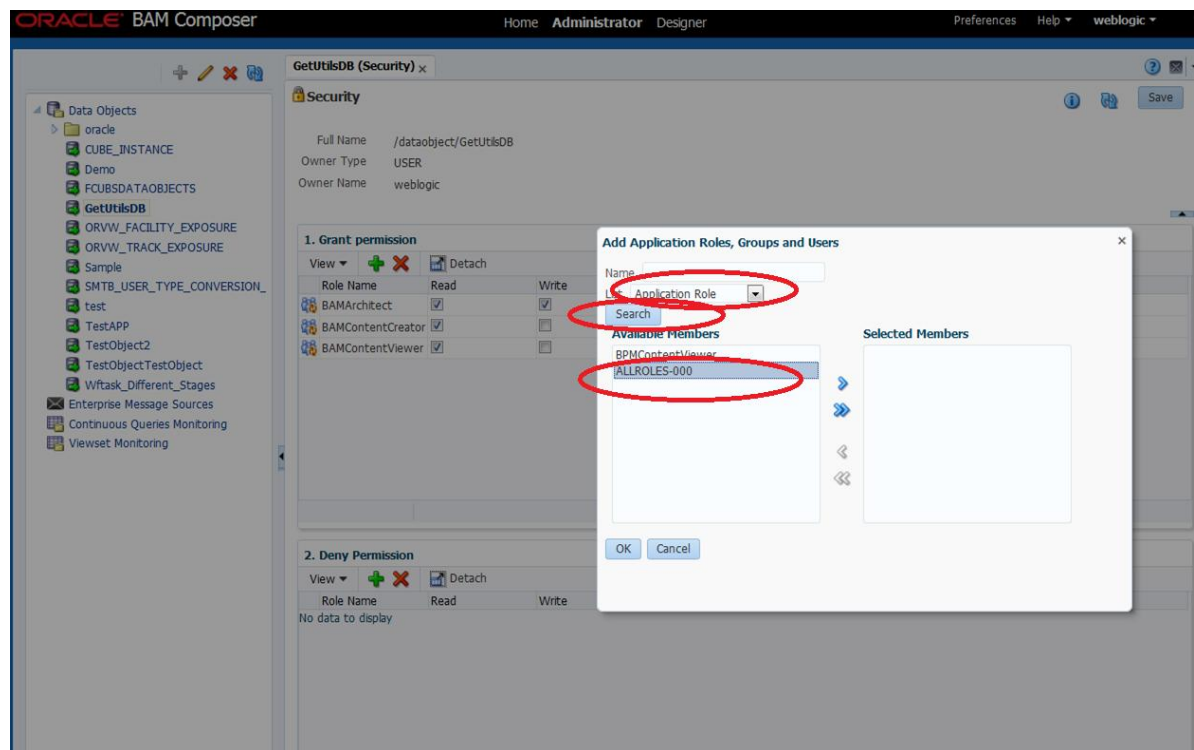 ORACLE BAM Composer
Home Administrator Designer
Preferences Help weblogic
GetUtilsDB (Security)
Security
Save
Full Name /dataobject/GetUtilsDB
Owner Type USER
Owner Name weblogic
Data Objects
oracle
CUBE_INSTANCE
Demo
FCUBSDATAOBJECTS
GetUtilsDB
ORVW_FACILITY_EXPOSURE
ORVW_TRACK_EXPOSURE
Sample
SMTB_USER_TYPE_CONVERSION_
test
TestAPP
TestObject2
TestObjectTestObject
Wftask_Different_Stages
Enterprise Message Sources
Continuous Queries Monitoring
Viewset Monitoring
1. Grant permission
View Detach
Role Name Read Write
BAMArchitect
BAMContentCreator
BAMContentViewer
2. Deny Permission
View Detach
Role Name Read Write
No data to display
Add Application Roles, Groups and Users
Name
List Application Role
Search
Available Members Selected Members
BPMContentViewer
ALLROLES-000
OK Cancel